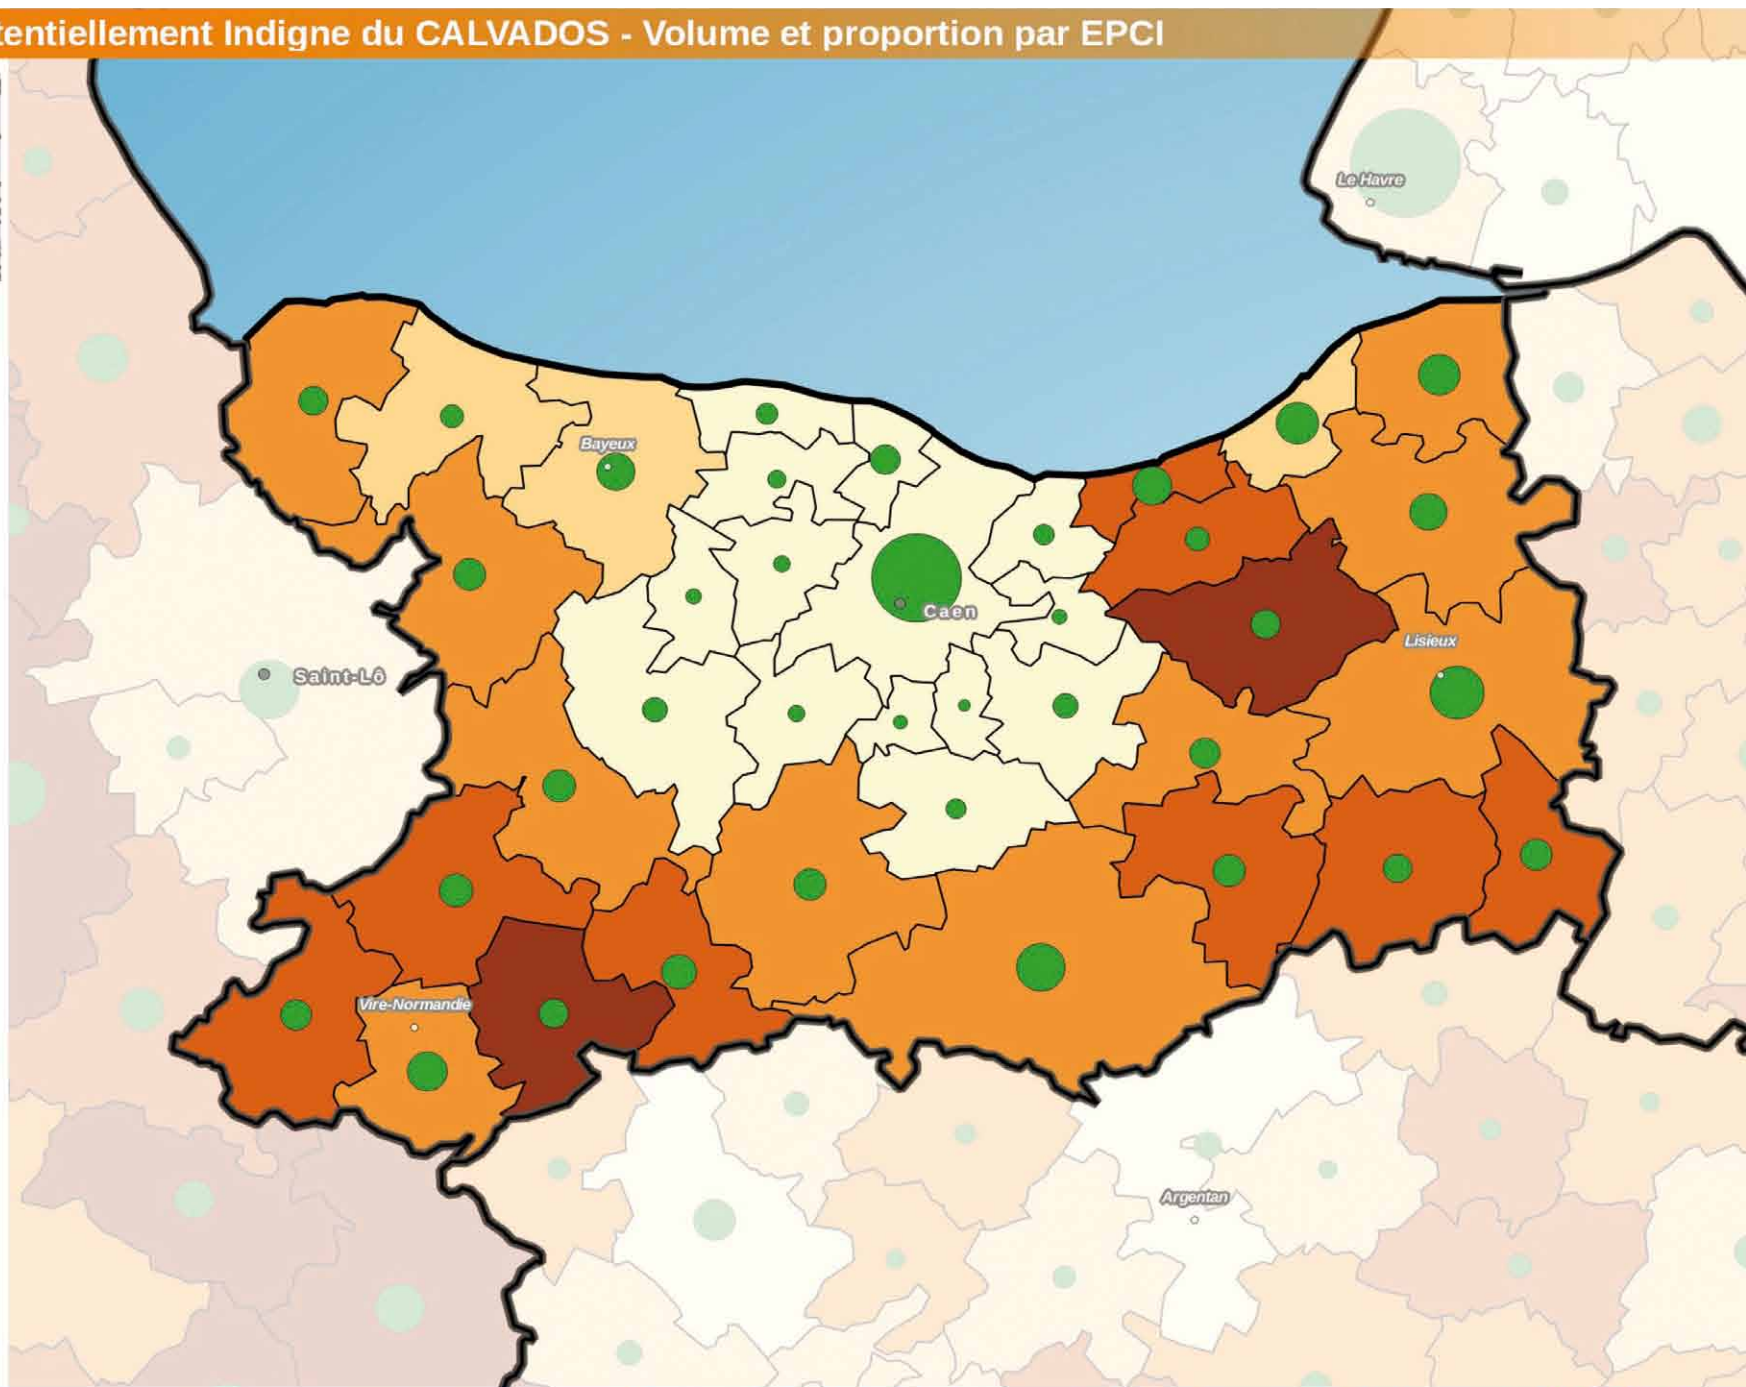 tentiellement Indigne du CALVADOS - Volume et proportion par EPCI
Le Havre
Bayeux
Caen
Lisieux
Saint-Lô
Vire-Normandie
Argentan